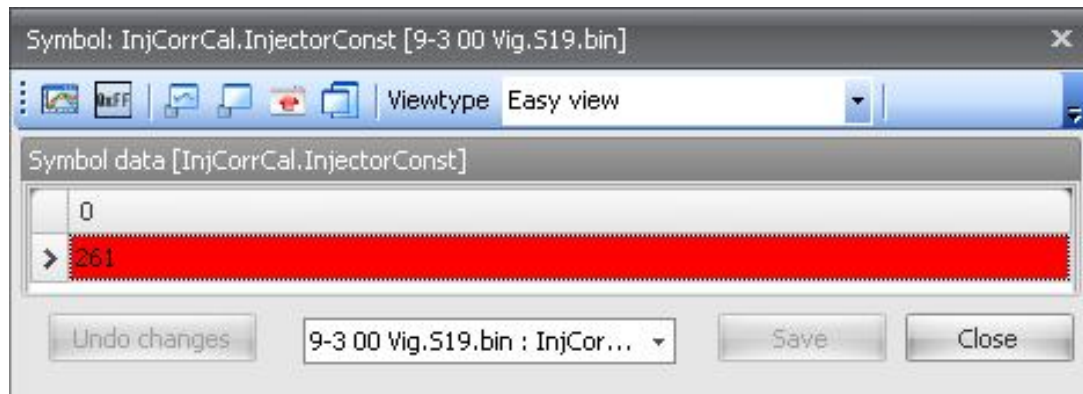 Symbol: InjCorrCal.InjectorConst [9-3 00 Vig.S19.bin]
0xFF Viewtype Easy view
Symbol data [InjCorrCal.InjectorConst]
0
261
Undo changes 9-3 00 Vig.S19.bin : InjCor... Save Close